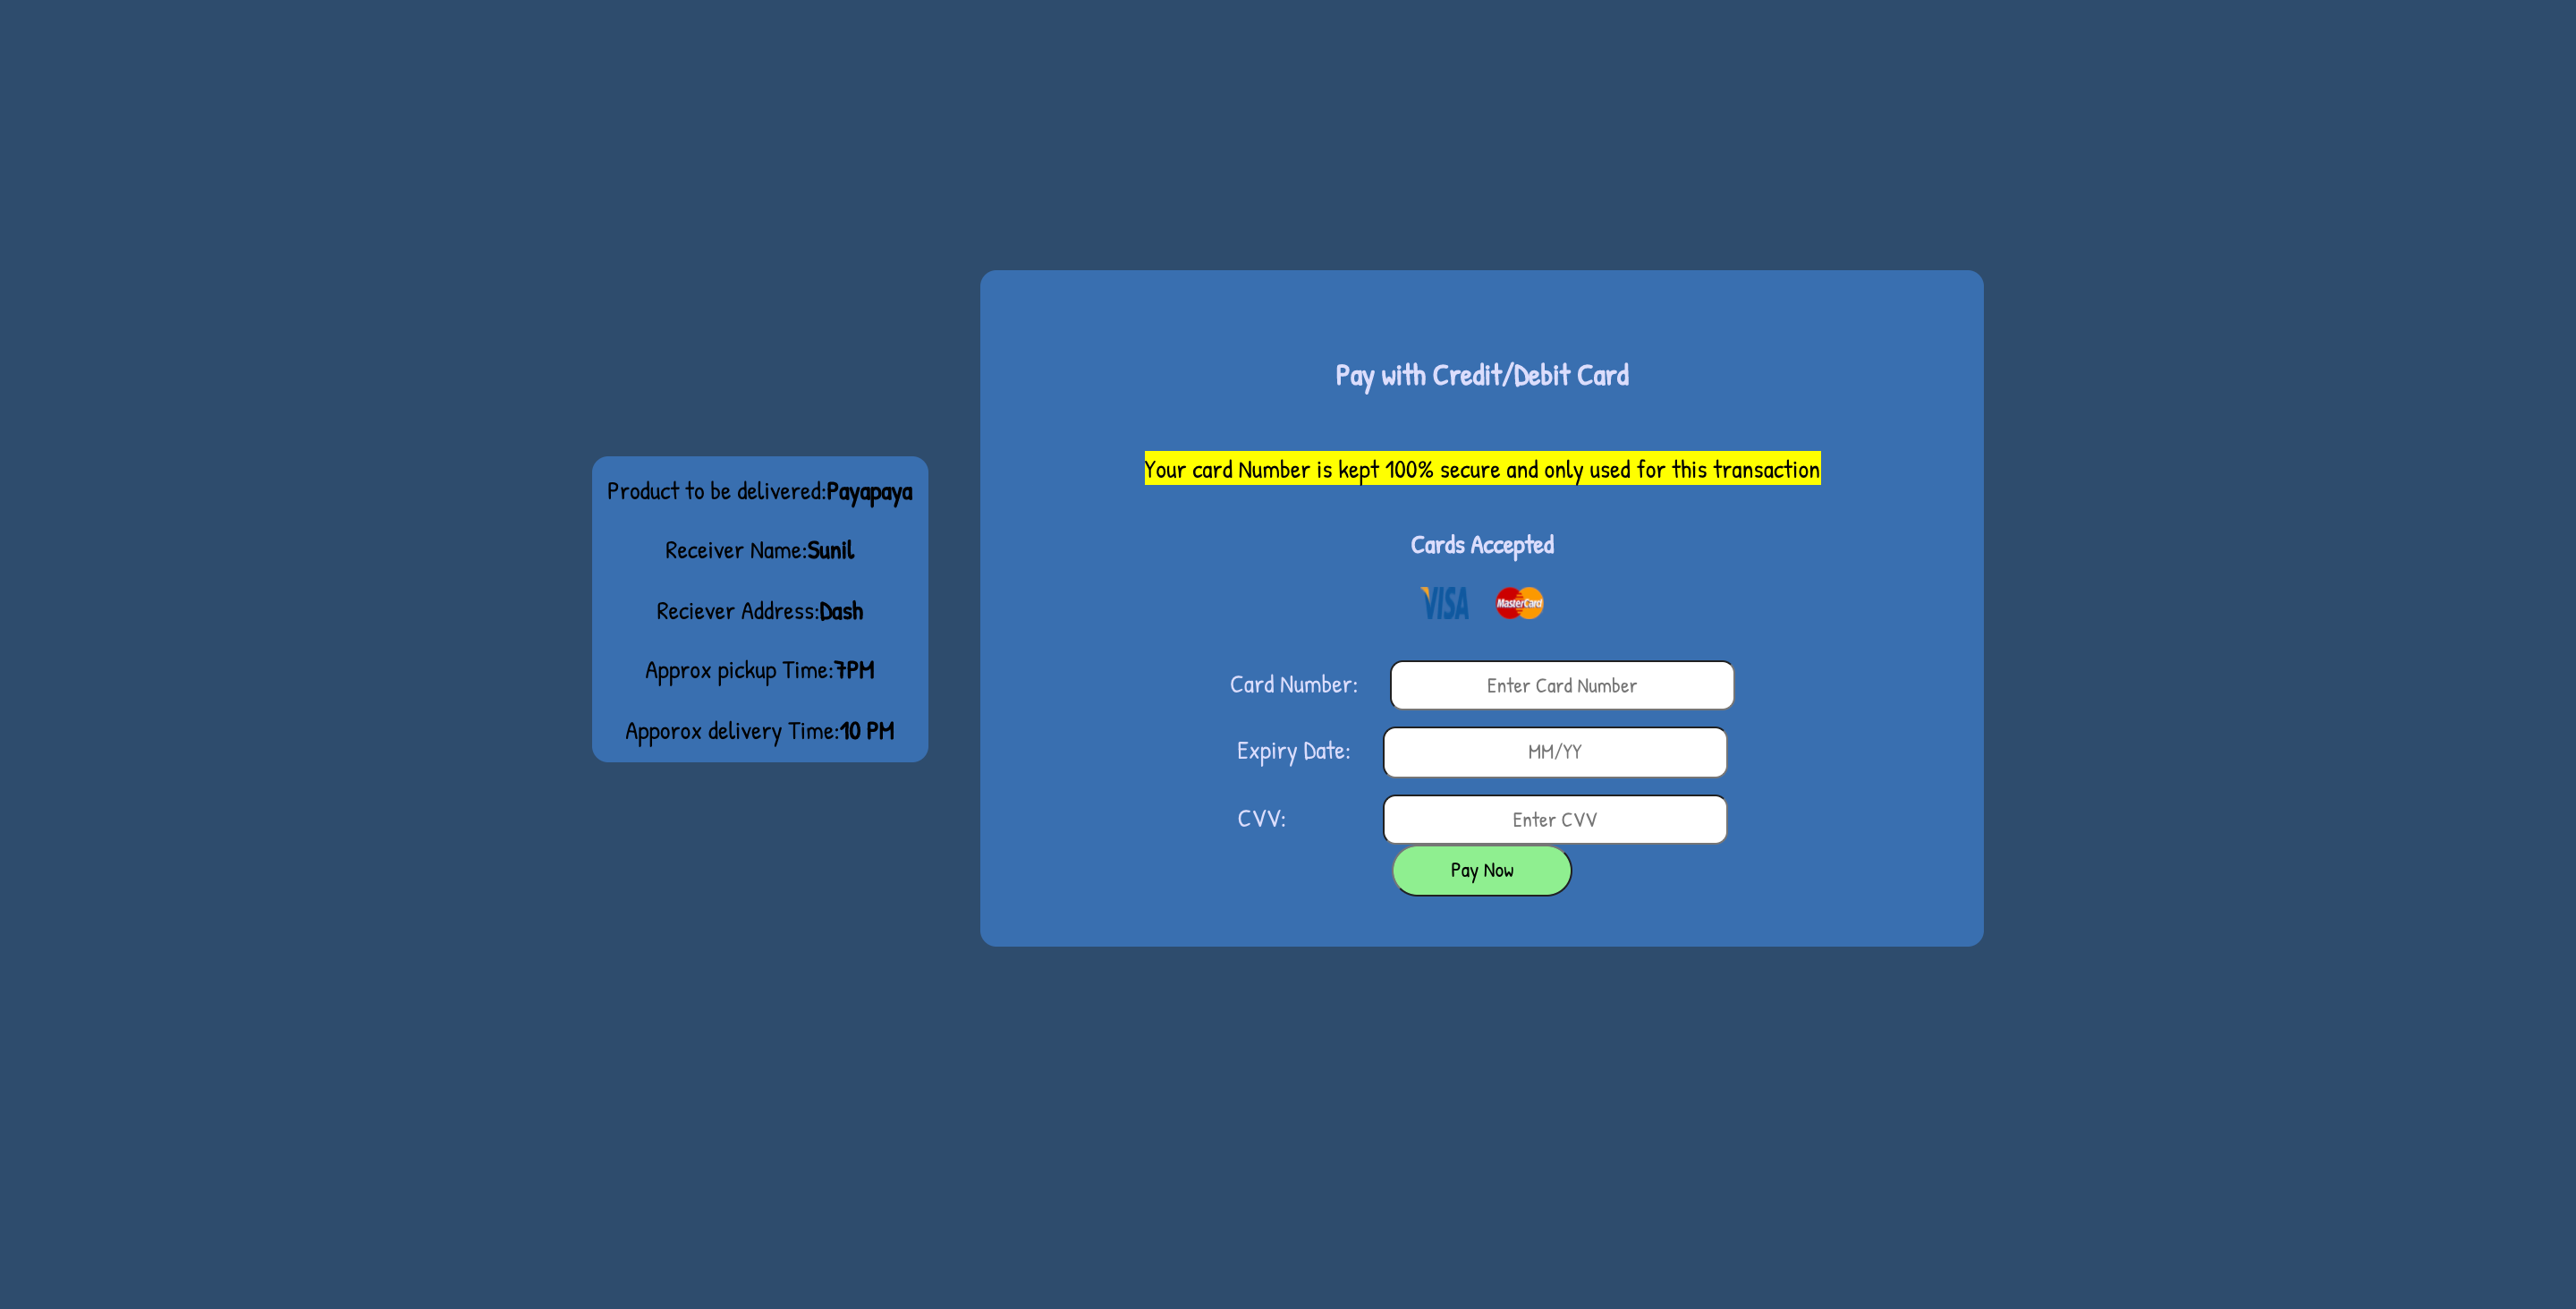 Product to be delivered:Payapaya
Receiver Name:Sunil
Reciever Address:Dash
Approx pickup Time:7PM
Apporox delivery Time:10 PM
Pay with Credit/Debit Card
Your card Number is kept 100% secure and only used for this transaction
Cards Accepted
VISA MasterCard
Card Number: Enter Card Number
Expiry Date: MM/YY
CVV: Enter CVV
Pay Now